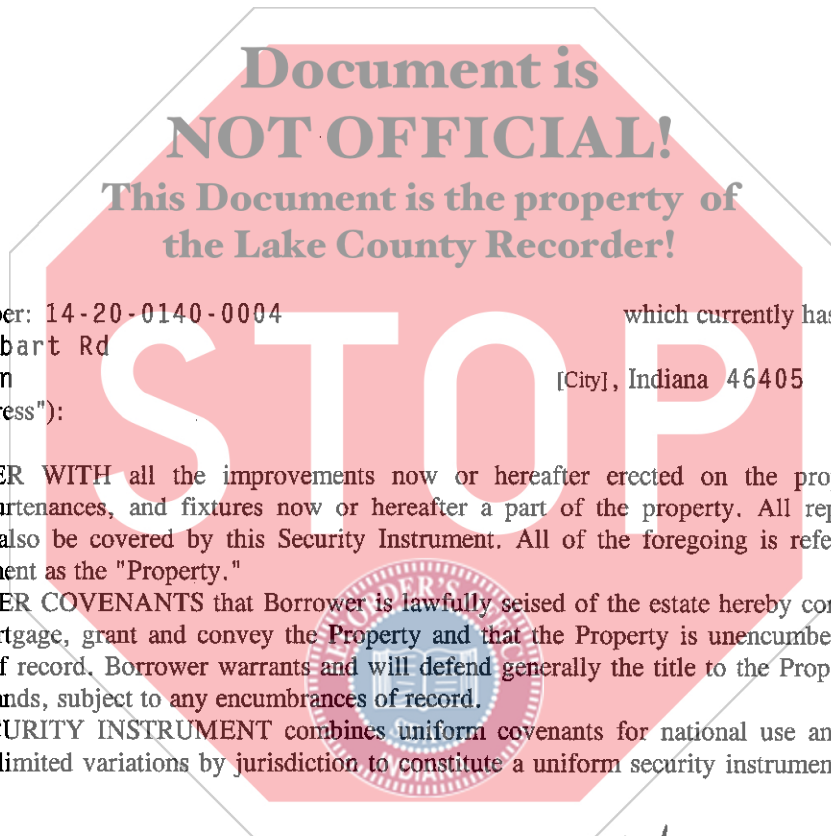 Document is
NOT OFFICIAL!
This Document is the property of
the Lake County Recorder!
er: 14-20-0140-0004 which currently has
bart Rd
n [City], Indiana 46405
ress"):
STOP
ER WITH all the improvements now or hereafter erected on the pro
rtenances, and fixtures now or hereafter a part of the property. All rep
also be covered by this Security Instrument. All of the foregoing is refe
ent as the "Property."
ER COVENANTS that Borrower is lawfully seised of the estate hereby con
rtgage, grant and convey the Property and that the Property is unencumbe
f record. Borrower warrants and will defend generally the title to the Prop
nds, subject to any encumbrances of record.
CURITY INSTRUMENT combines uniform covenants for national use an
limited variations by jurisdiction to constitute a uniform security instrumen